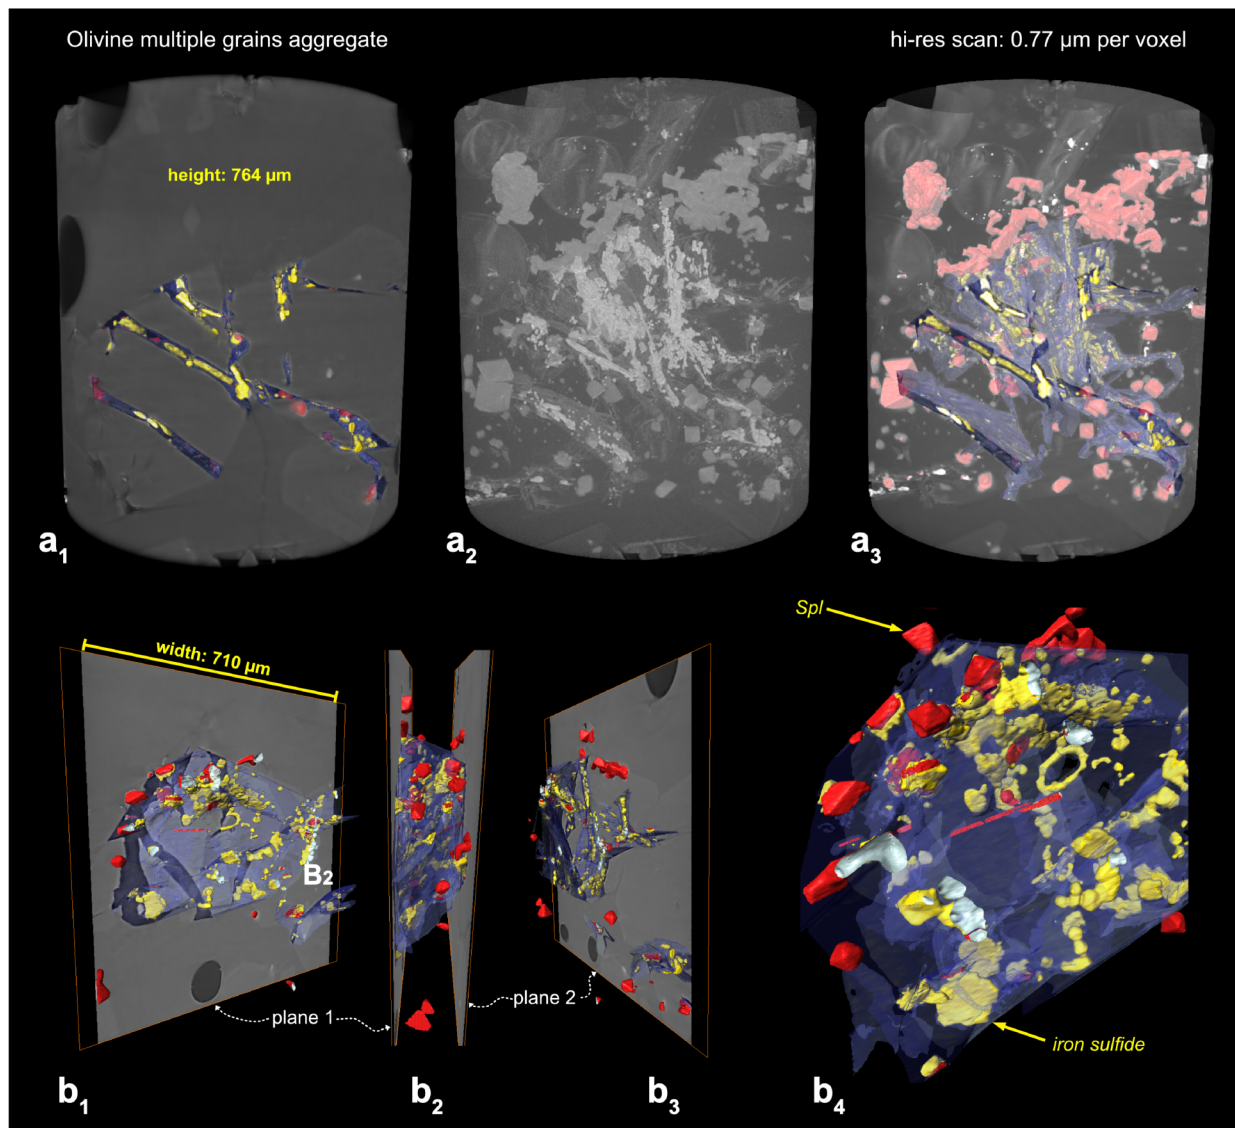 Olivine multiple grains aggregate
hi-res scan: 0.77 μm per voxel
height: 764 μm
a1
a2
a3
width: 710 μm
Spl
B2
plane 1
plane 2
iron sulfide
b1
b2
b3
b4